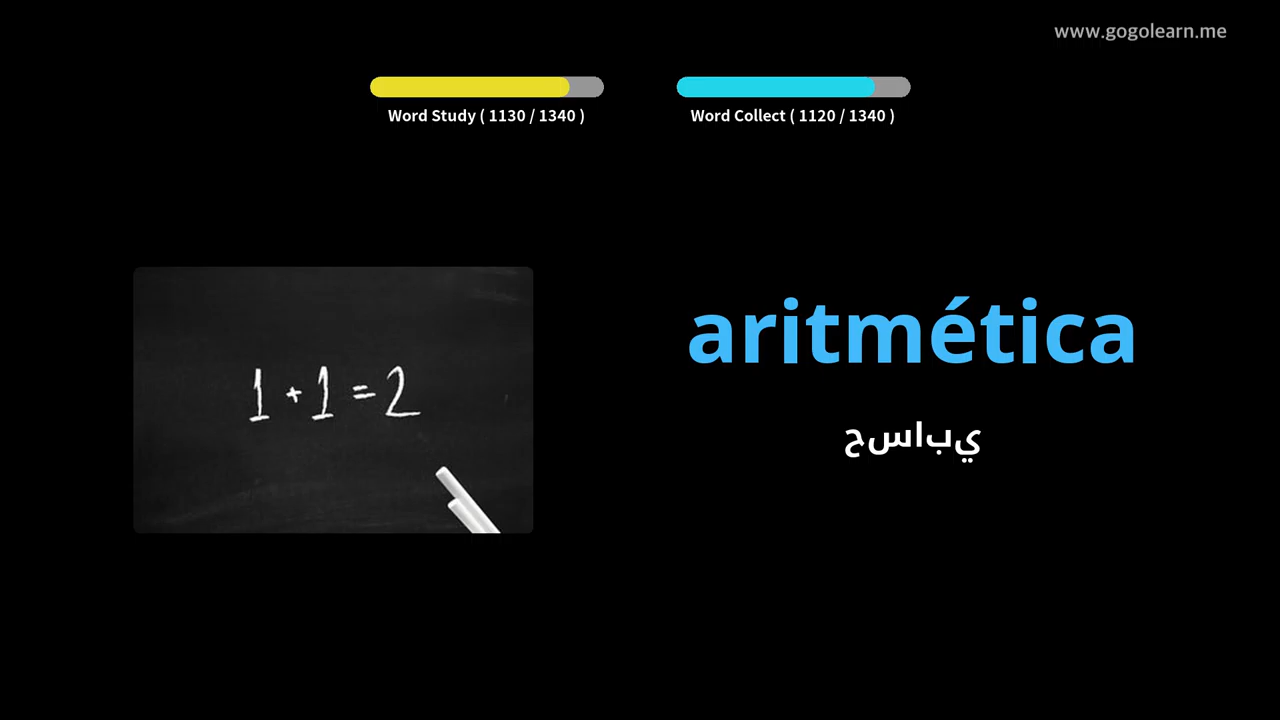 www.gogolearn.me
Word Study ( 1130 / 1340 )
Word Collect ( 1120 / 1340 )
1 + 1 = 2
aritmética
يباسح